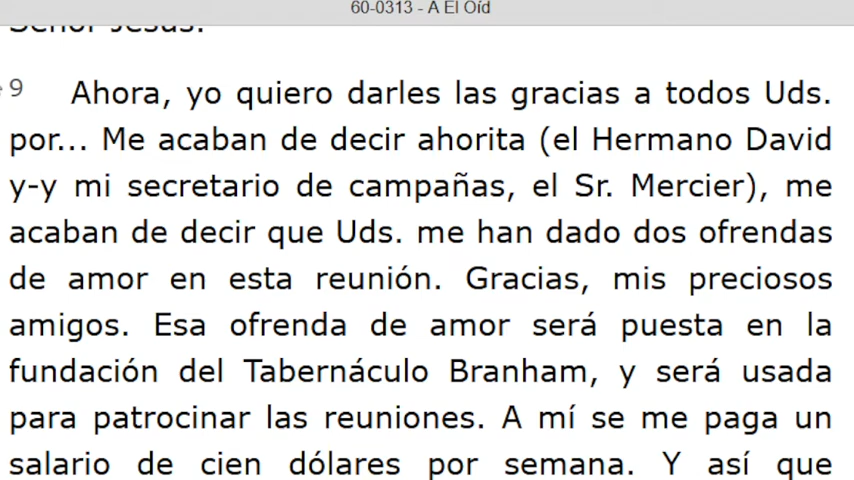 60-0313 - A Él Oíd
Señor Jesús.
9 Ahora, yo quiero darles las gracias a todos Uds.
por... Me acaban de decir ahorita (el Hermano David
y-y mi secretario de campañas, el Sr. Mercier), me
acaban de decir que Uds. me han dado dos ofrendas
de amor en esta reunión. Gracias, mis preciosos
amigos. Esa ofrenda de amor será puesta en la
fundación del Tabernáculo Branham, y será usada
para patrocinar las reuniones. A mí se me paga un
salario de cien dólares por semana. Y así que